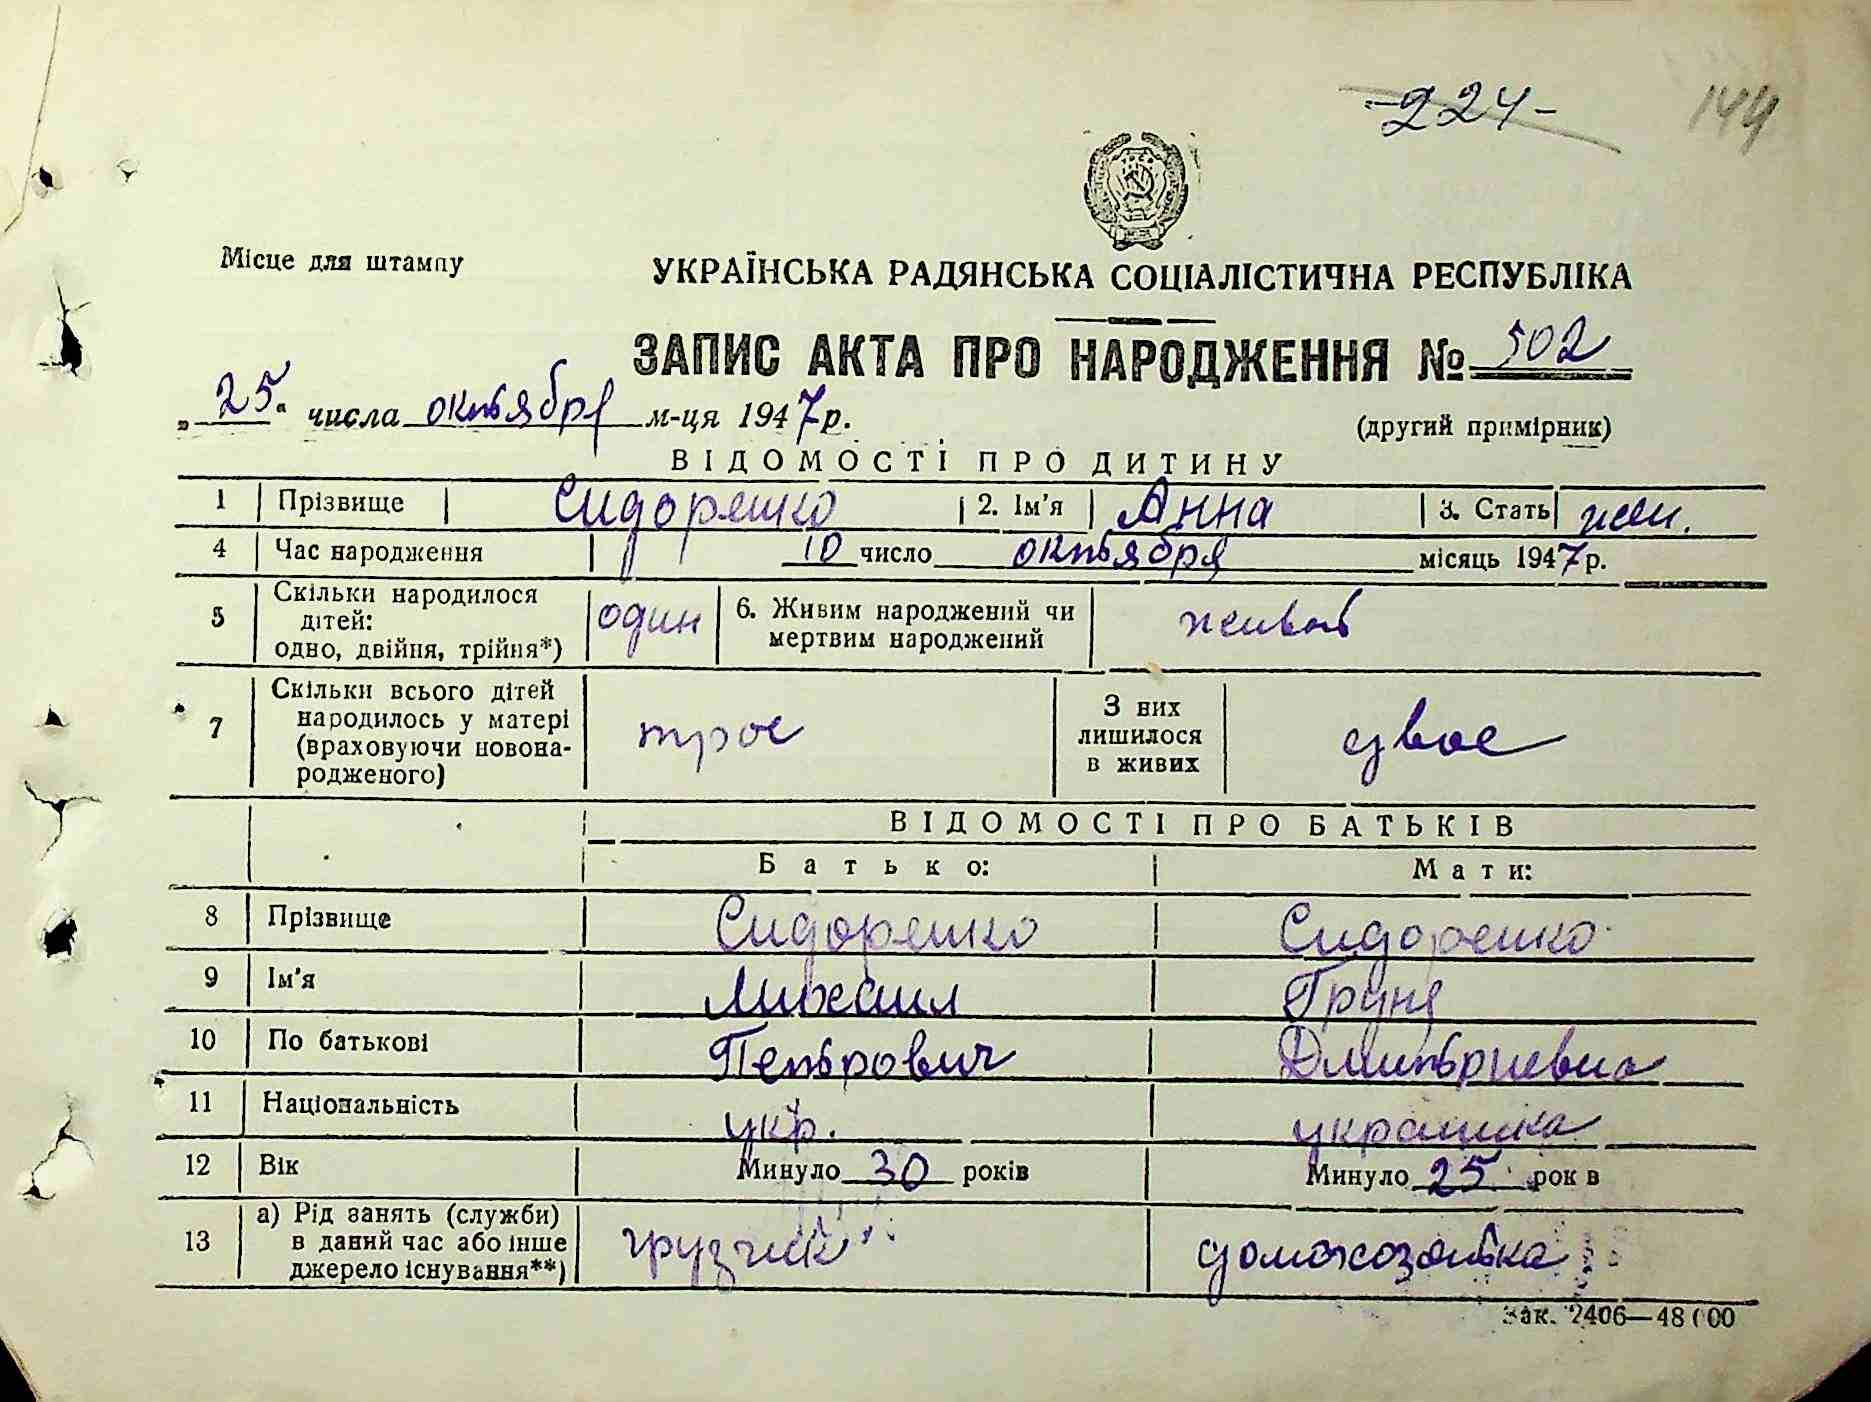 -224- 144
Місце для штампу
УКРАЇНСЬКА РАДЯНСЬКА СОЦІАЛІСТИЧНА РЕСПУБЛІКА
ЗАПИС АКТА ПРО НАРОДЖЕННЯ № 502
„25“ числа октября м-ця 1947 р.
(другий примірник)
ВІДОМОСТІ ПРО ДИТИНУ
1 Прізвище Сидоренко 2. Ім'я Анна 3. Стать жен.
4 Час народження 10 число октября місяць 1947 р.
5 Скільки народилося дітей: одно, двійня, трійня*) один 6. Живим народжений чи мертвим народжений живой
7 Скільки всього дітей народилось у матері (враховуючи новонародженого) трое З них лишилося в живих двое
ВІДОМОСТІ ПРО БАТЬКІВ
Батько: Мати:
8 Прізвище Сидоренко Сидоренко
9 Ім'я Михаил Груня
10 По батькові Петрович Дмитриевна
11 Національність укр. украинка
12 Вік Минуло 30 років Минуло 25 рок в
13 а) Рід занять (служби) в даний час або інше джерело існування**) грузчик домохозяйка
Зак. 2406—48 000